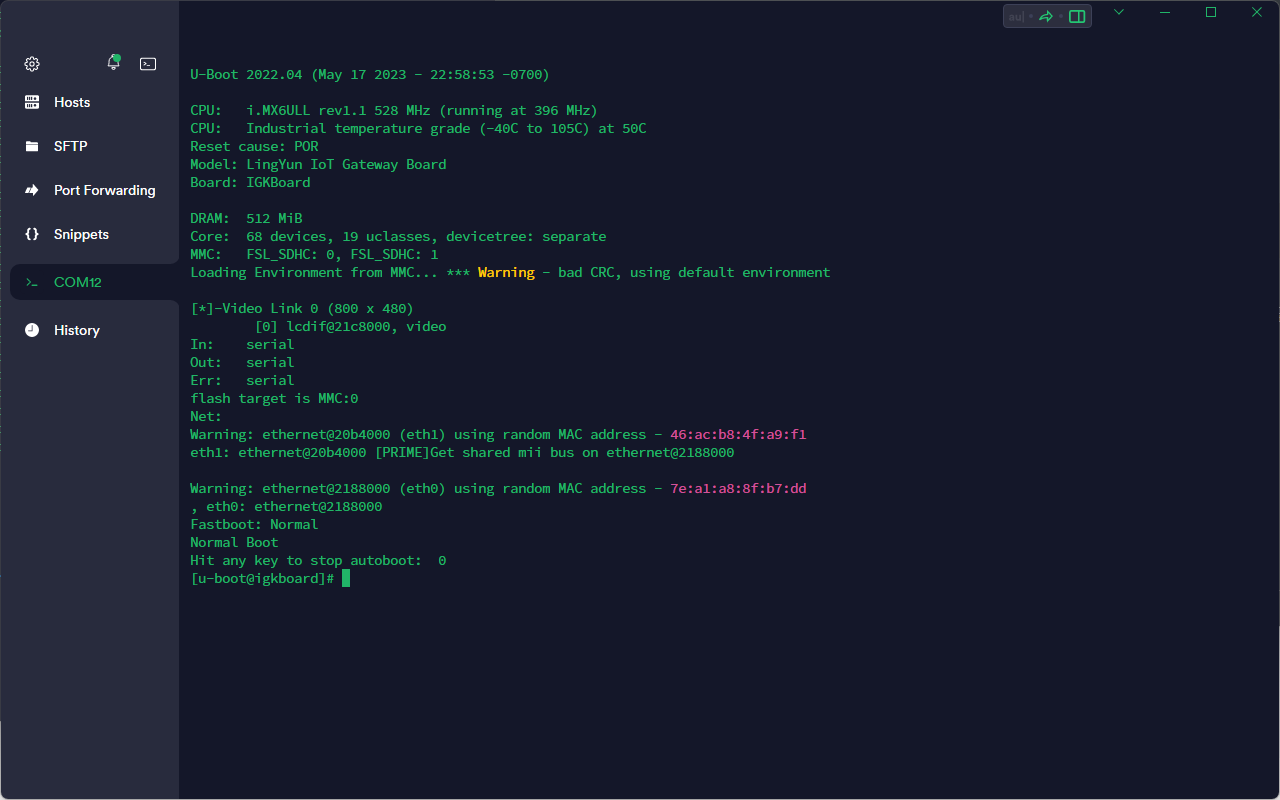 au|
Hosts
SFTP
Port Forwarding
Snippets
COM12
History
U-Boot 2022.04 (May 17 2023 - 22:58:53 -0700)
CPU:   i.MX6ULL rev1.1 528 MHz (running at 396 MHz)
CPU:   Industrial temperature grade (-40C to 105C) at 50C
Reset cause: POR
Model: LingYun IoT Gateway Board
Board: IGKBoard
DRAM:  512 MiB
Core:  68 devices, 19 uclasses, devicetree: separate
MMC:   FSL_SDHC: 0, FSL_SDHC: 1
Loading Environment from MMC... *** Warning - bad CRC, using default environment
[*]-Video Link 0 (800 x 480)
        [0] lcdif@21c8000, video
In:    serial
Out:   serial
Err:   serial
flash target is MMC:0
Net:
Warning: ethernet@20b4000 (eth1) using random MAC address - 46:ac:b8:4f:a9:f1
eth1: ethernet@20b4000 [PRIME]Get shared mii bus on ethernet@2188000
Warning: ethernet@2188000 (eth0) using random MAC address - 7e:a1:a8:8f:b7:dd
, eth0: ethernet@2188000
Fastboot: Normal
Normal Boot
Hit any key to stop autoboot:  0
[u-boot@igkboard]#